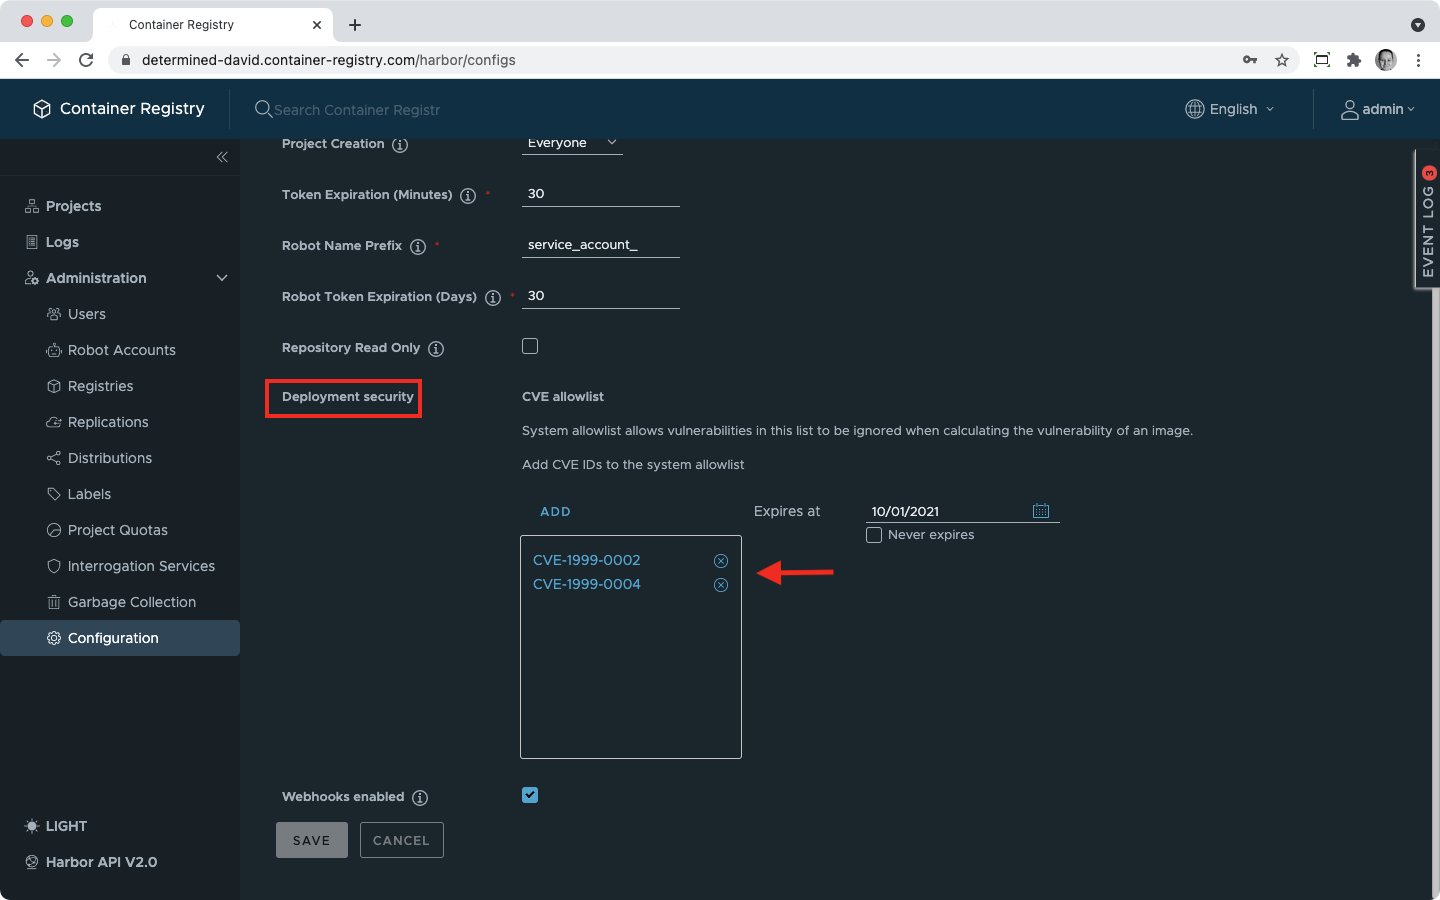 Container Registry
determined-david.container-registry.com/harbor/configs
Container Registry
Search Container Registr
English
admin
Projects
Logs
Administration
Users
Robot Accounts
Registries
Replications
Distributions
Labels
Project Quotas
Interrogation Services
Garbage Collection
Configuration
LIGHT
Harbor API V2.0
Project Creation
Everyone
Token Expiration (Minutes) *
30
Robot Name Prefix *
service_account_
Robot Token Expiration (Days) *
30
Repository Read Only
Deployment security
CVE allowlist
System allowlist allows vulnerabilities in this list to be ignored when calculating the vulnerability of an image.
Add CVE IDs to the system allowlist
ADD
Expires at
10/01/2021
Never expires
CVE-1999-0002
CVE-1999-0004
Webhooks enabled
SAVE
CANCEL
EVENT LOG 3